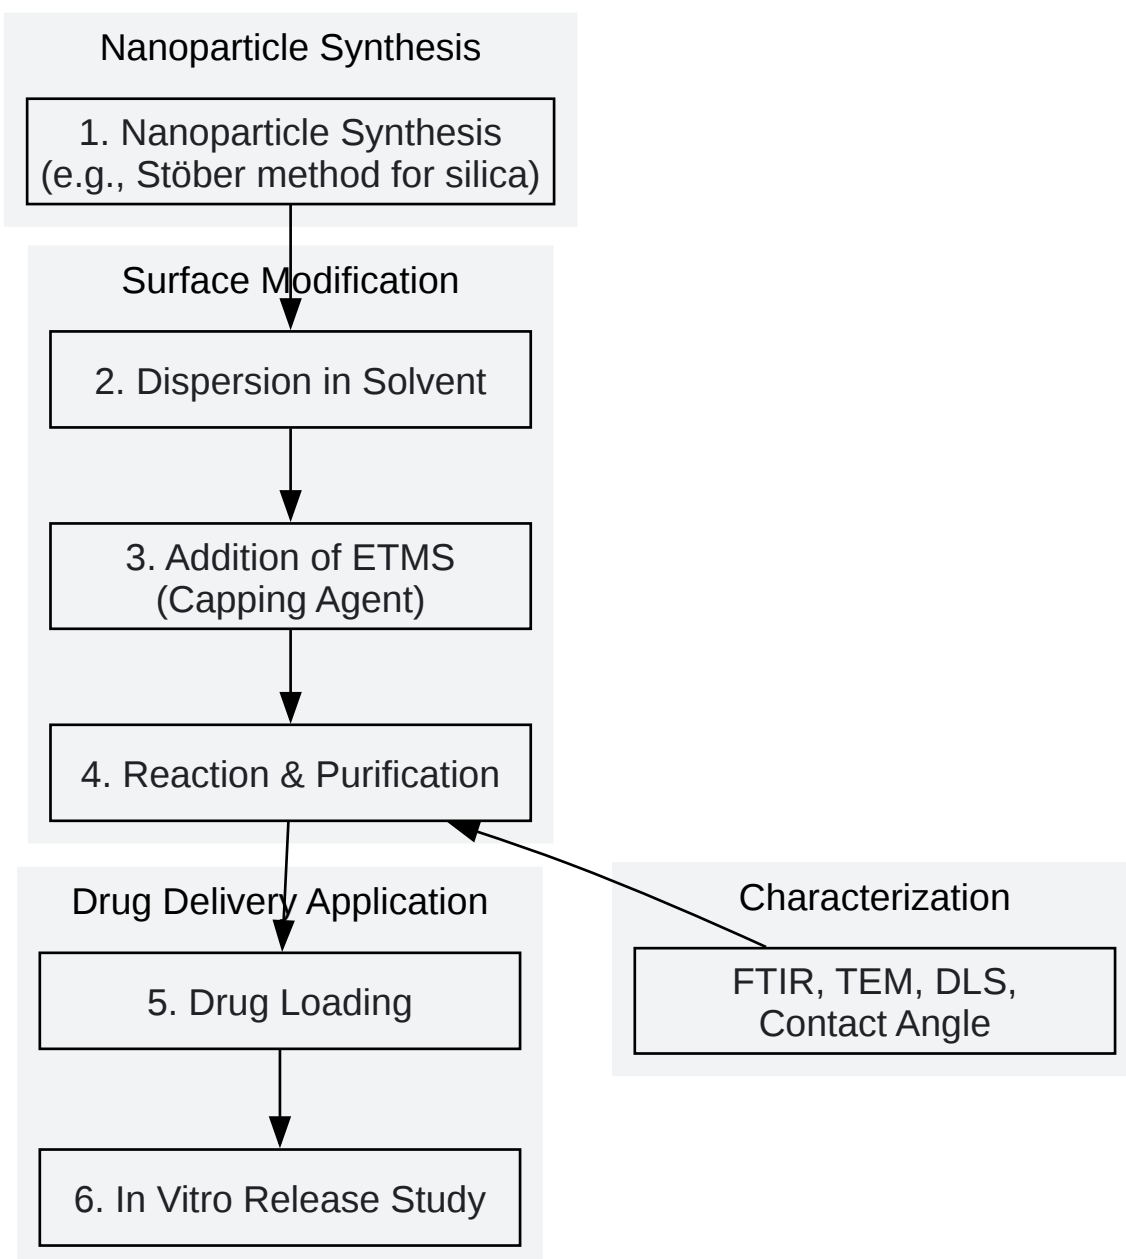 Nanoparticle Synthesis
1. Nanoparticle Synthesis
(e.g., Stöber method for silica)
Surface Modification
2. Dispersion in Solvent
3. Addition of ETMS
(Capping Agent)
4. Reaction & Purification
Drug Delivery Application
5. Drug Loading
6. In Vitro Release Study
Characterization
FTIR, TEM, DLS,
Contact Angle